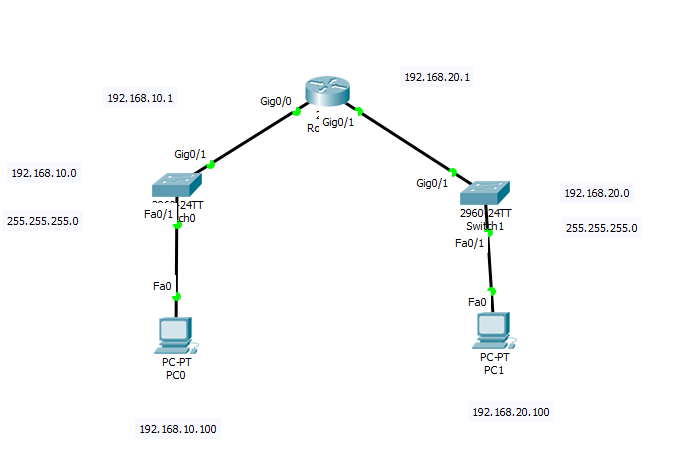 192.168.20.1
192.168.10.1
Gig0/0
Gig0/1
Gig0/1
192.168.10.0
Gig0/1
192.168.20.0
255.255.255.0
Fa0/1
2960-24TT
Switch1
255.255.255.0
Fa0/1
Fa0
Fa0
PC-PT
PC0
PC-PT
PC1
192.168.20.100
192.168.10.100